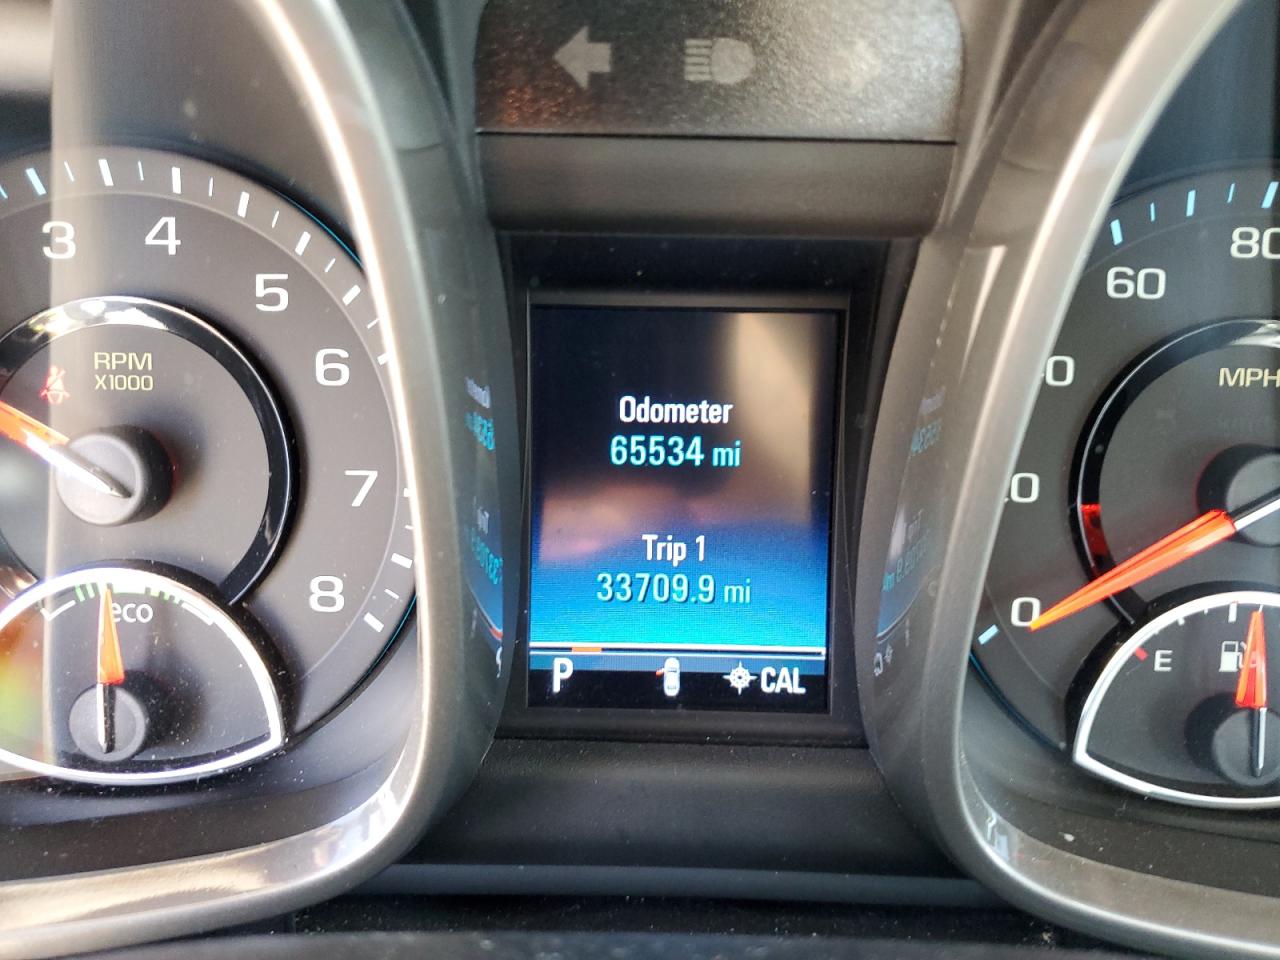 3
4
5
6
7
8
RPM
X1000
eco
Odometer
65534 mi
Trip 1
33709.9 mi
P
CAL
0
60
80
MPH
E